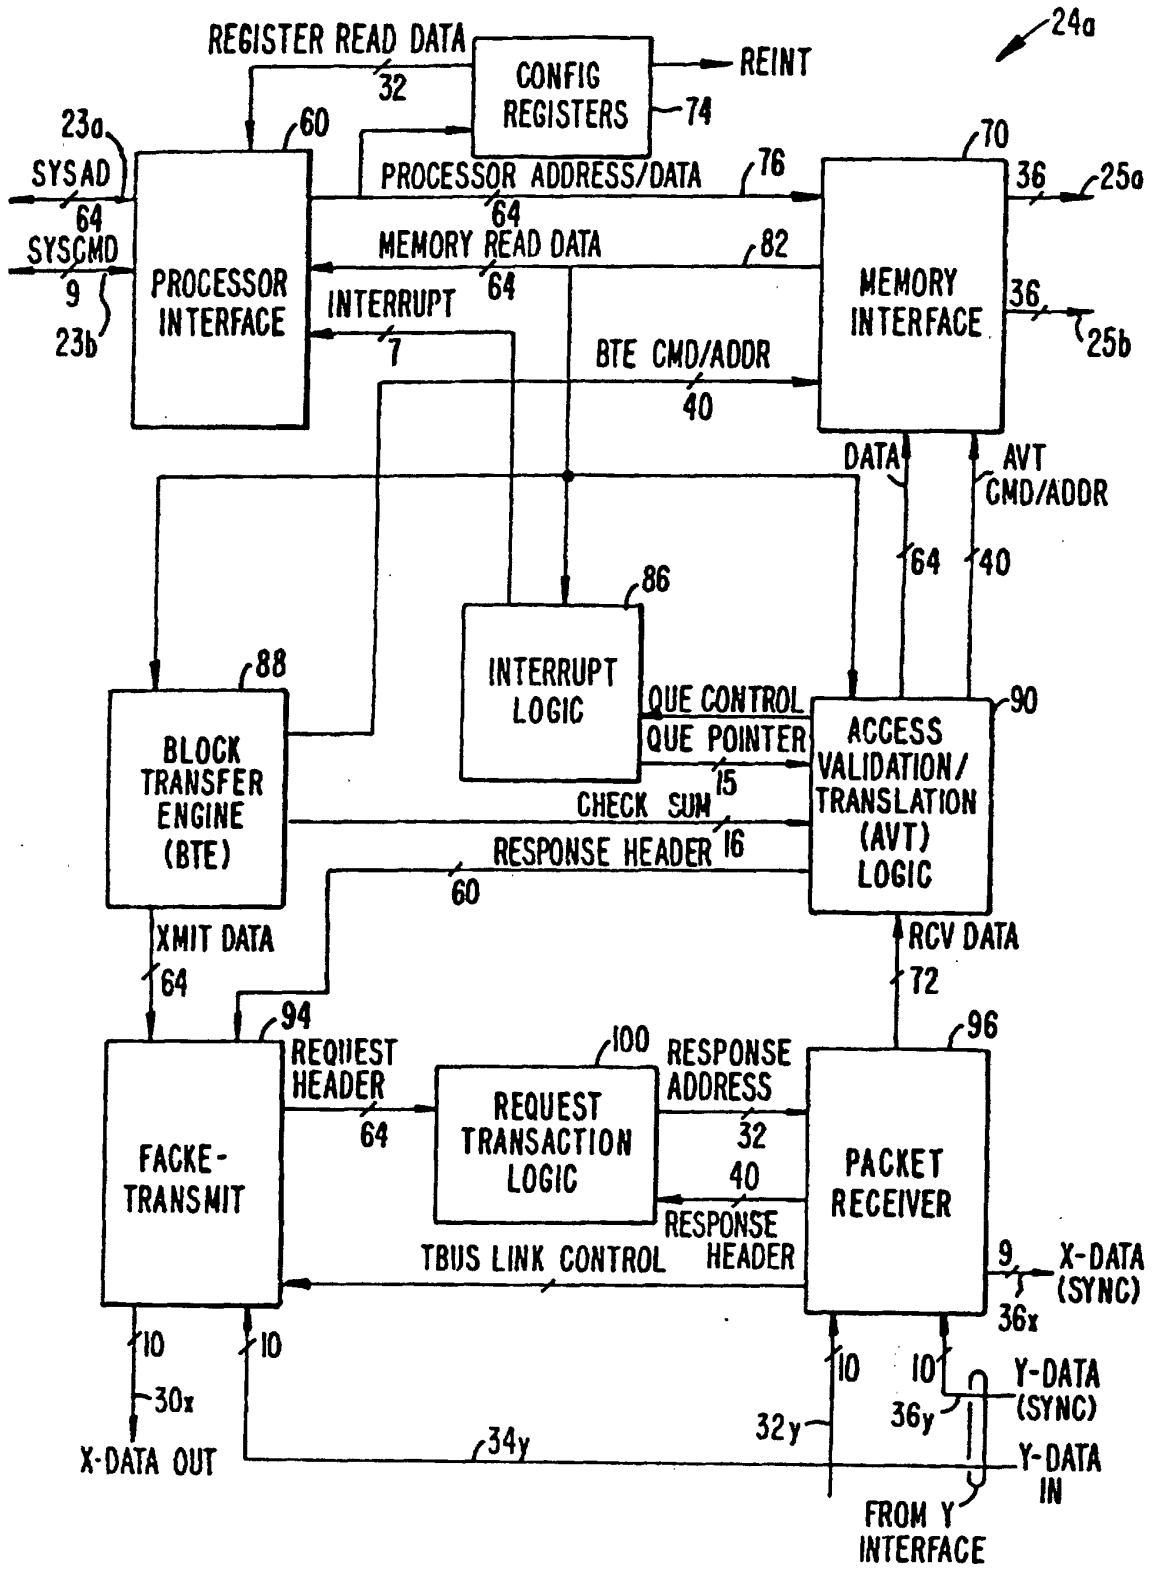 24a
REGISTER READ DATA
32
CONFIG
REGISTERS
REINT
74
23a
60
SYSAD
64
SYSCMD
9
23b
PROCESSOR
INTERFACE
PROCESSOR ADDRESS/DATA
64
76
MEMORY READ DATA
64
82
INTERRUPT
7
BTE CMD/ADDR
40
70
MEMORY
INTERFACE
36
25a
36
25b
DATA
AVT
CMD/ADDR
64
40
86
INTERRUPT
LOGIC
88
BLOCK
TRANSFER
ENGINE
(BTE)
QUE CONTROL
QUE POINTER
15
CHECK SUM
16
RESPONSE HEADER
60
90
ACCESS
VALIDATION/
TRANSLATION
(AVT)
LOGIC
XMIT DATA
64
RCV DATA
72
94
FACKE-
TRANSMIT
REQUEST
HEADER
64
100
REQUEST
TRANSACTION
LOGIC
RESPONSE
ADDRESS
32
40
RESPONSE
HEADER
TBUS LINK CONTROL
96
PACKET
RECEIVER
9
X-DATA
(SYNC)
36x
10
30x
X-DATA OUT
10
34y
10
32y
10
36y
Y-DATA
(SYNC)
Y-DATA
IN
FROM Y
INTERFACE